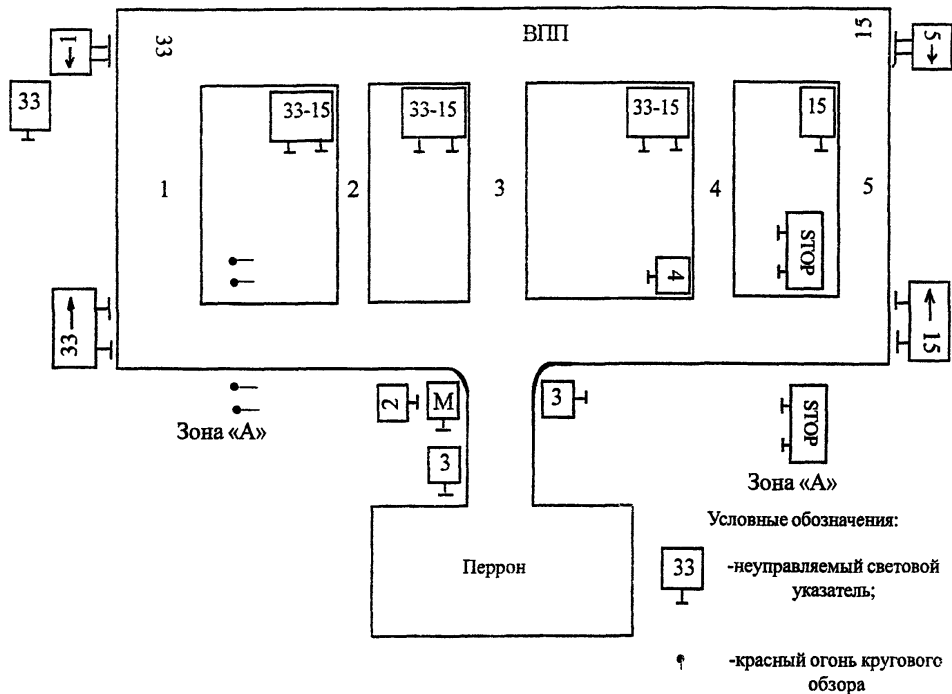 ВПП
1 ←
33
15
5 →
33
33-15
33-15
33-15
15
1
2
3
4
5
STOP
4
33 →
← 15
2
М
3
STOP
Зона «А»
3
Зона «А»
Условные обозначения:
Перрон
33
-неуправляемый световой
указатель;
-красный огонь кругового
обзора